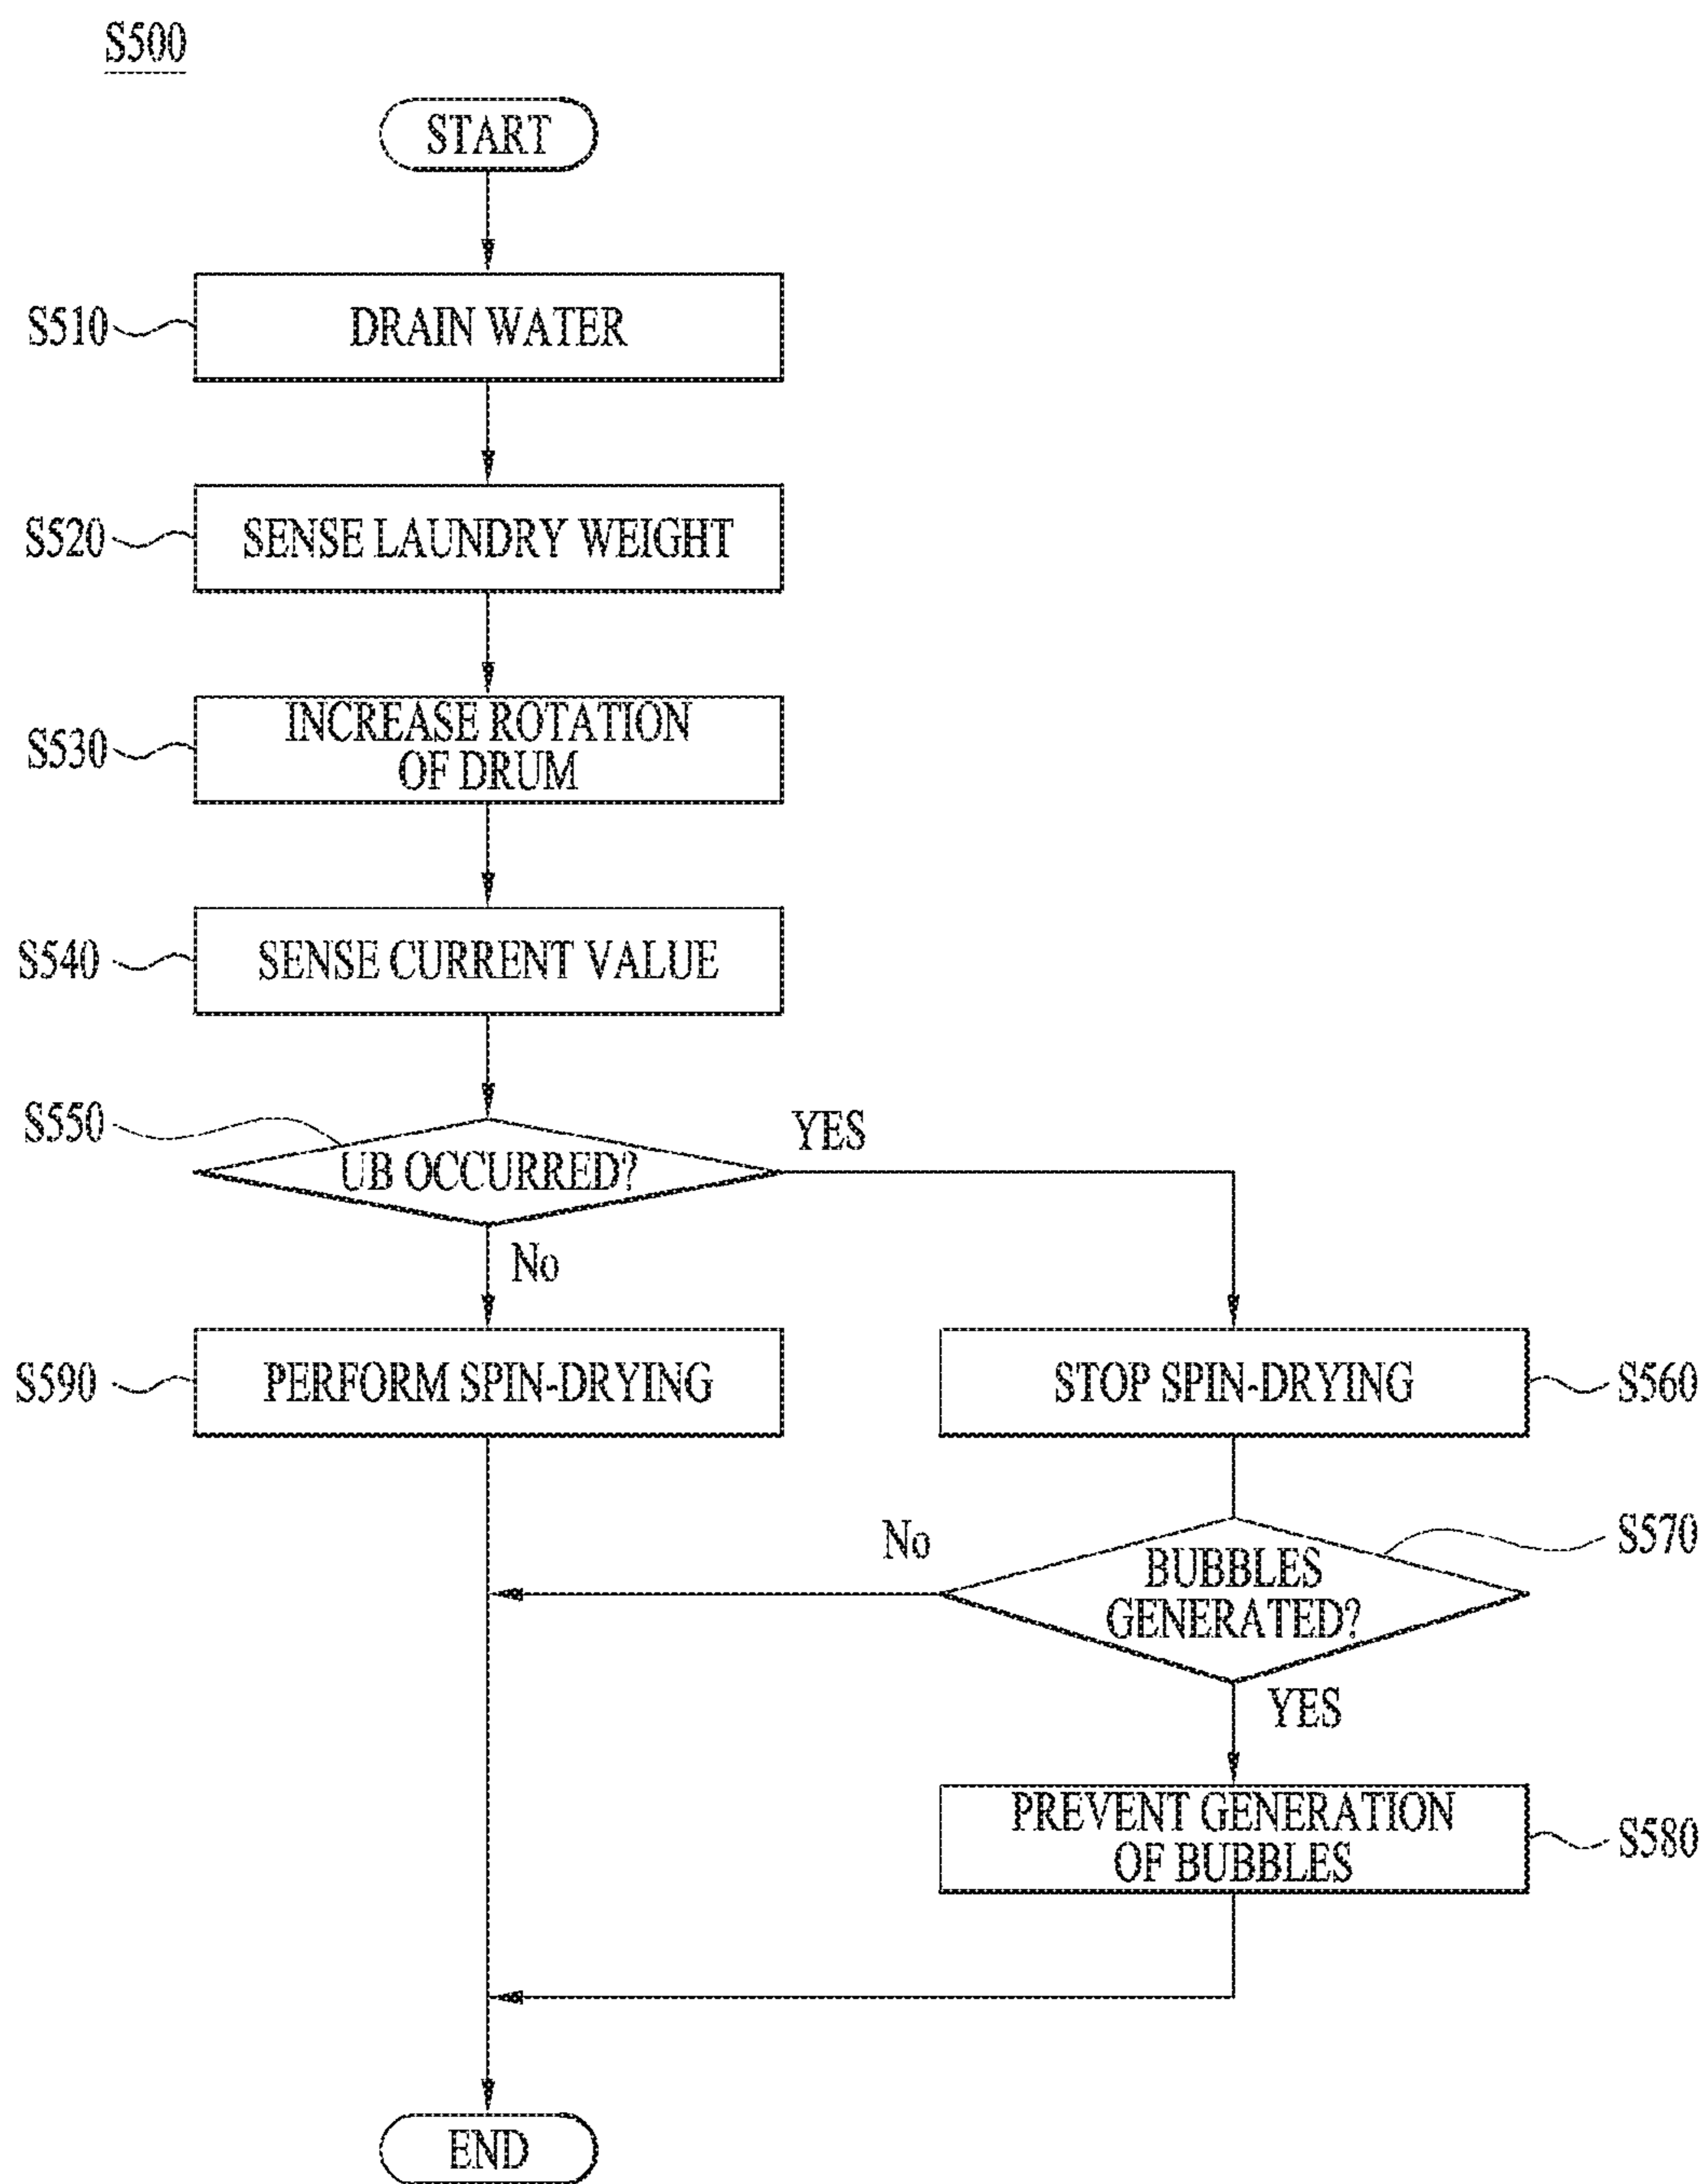 S500
START
S510
DRAIN WATER
S520
SENSE LAUNDRY WEIGHT
S530
INCREASE ROTATION
OF DRUM
S540
SENSE CURRENT VALUE
S550
UB OCCURRED?
YES
No
S590
PERFORM SPIN-DRYING
STOP SPIN-DRYING
S560
No
BUBBLES
GENERATED?
S570
YES
PREVENT GENERATION
OF BUBBLES
S580
END